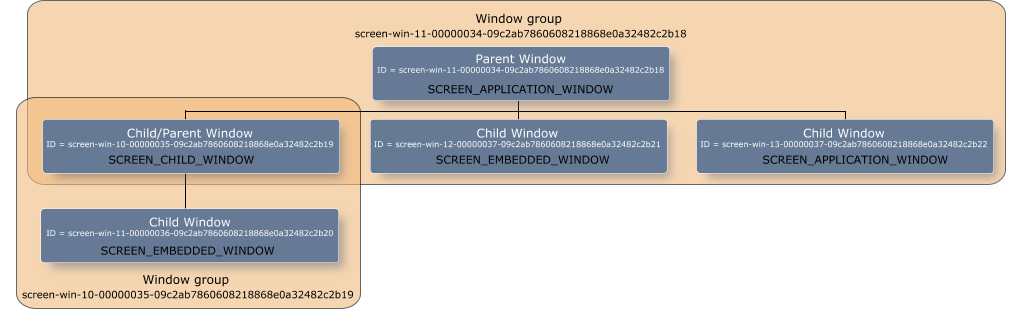 Window group
screen-win-11-00000034-09c2ab7860608218868e0a32482c2b18
Parent Window
ID = screen-win-11-00000034-09c2ab7860608218868e0a32482c2b18
SCREEN_APPLICATION_WINDOW
Child/Parent Window
ID = screen-win-10-00000035-09c2ab7860608218868e0a32482c2b19
SCREEN_CHILD_WINDOW
Child Window
ID = screen-win-12-00000037-09c2ab7860608218868e0a32482c2b21
SCREEN_EMBEDDED_WINDOW
Child Window
ID = screen-win-13-00000037-09c2ab7860608218868e0a32482c2b22
SCREEN_APPLICATION_WINDOW
Child Window
ID = screen-win-11-00000036-09c2ab7860608218868e0a32482c2b20
SCREEN_EMBEDDED_WINDOW
Window group
screen-win-10-00000035-09c2ab7860608218868e0a32482c2b19